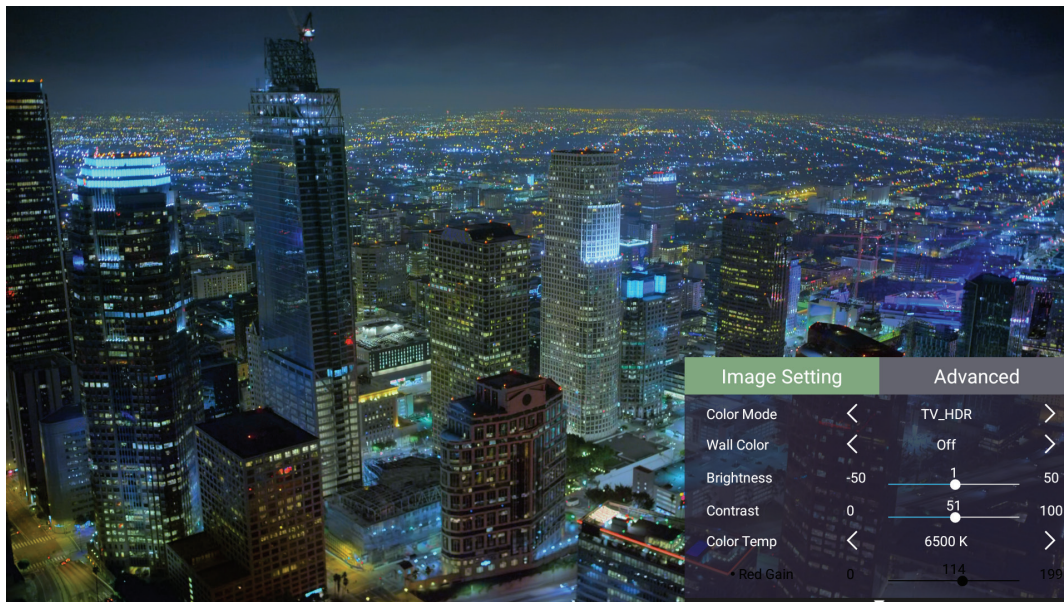 Image Setting Advanced
Color Mode TV_HDR
Wall Color Off
Brightness -50 1 50
Contrast 0 51 100
Color Temp 6500 K
• Red Gain 0 114 199